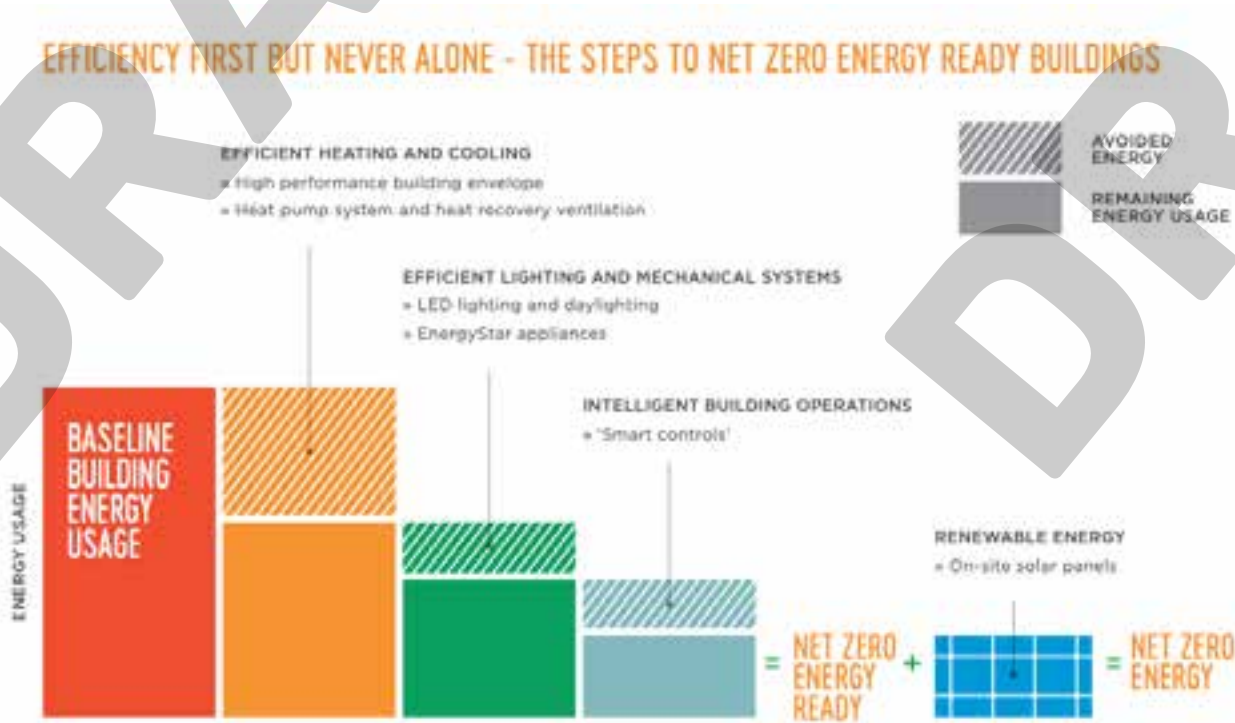 EFFICIENCY FIRST BUT NEVER ALONE - THE STEPS TO NET ZERO ENERGY READY BUILDINGS
AVOIDED
ENERGY
REMAINING
ENERGY USAGE
EFFICIENT HEATING AND COOLING
» High performance building envelope
» Heat pump system and heat recovery ventilation
EFFICIENT LIGHTING AND MECHANICAL SYSTEMS
» LED lighting and daylighting
» EnergyStar appliances
INTELLIGENT BUILDING OPERATIONS
» 'Smart controls'
RENEWABLE ENERGY
» On-site solar panels
ENERGY USAGE
BASELINE
BUILDING
ENERGY
USAGE
= NET ZERO
ENERGY
READY
+
= NET ZERO
ENERGY
DRA
DR